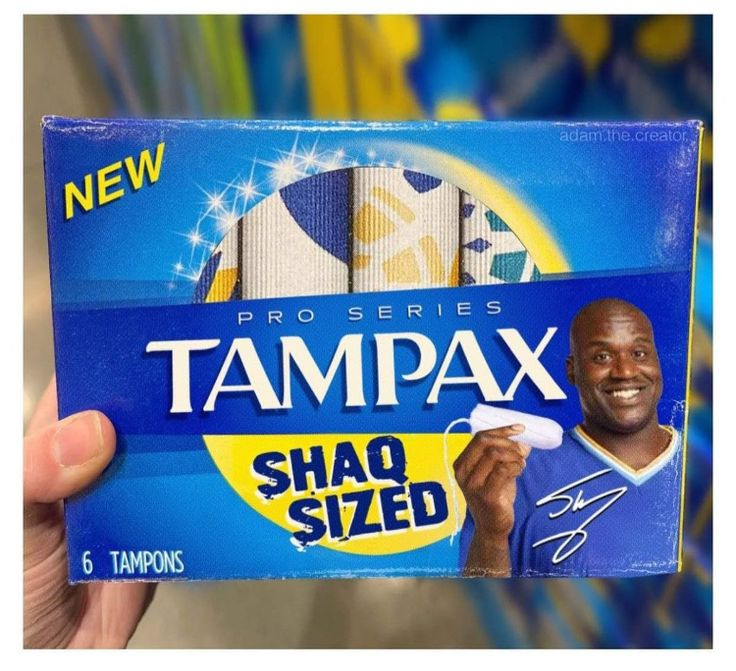 adam.the.creator
NEW
PRO SERIES
TAMPAX
SHAQ
SIZED
6 TAMPONS